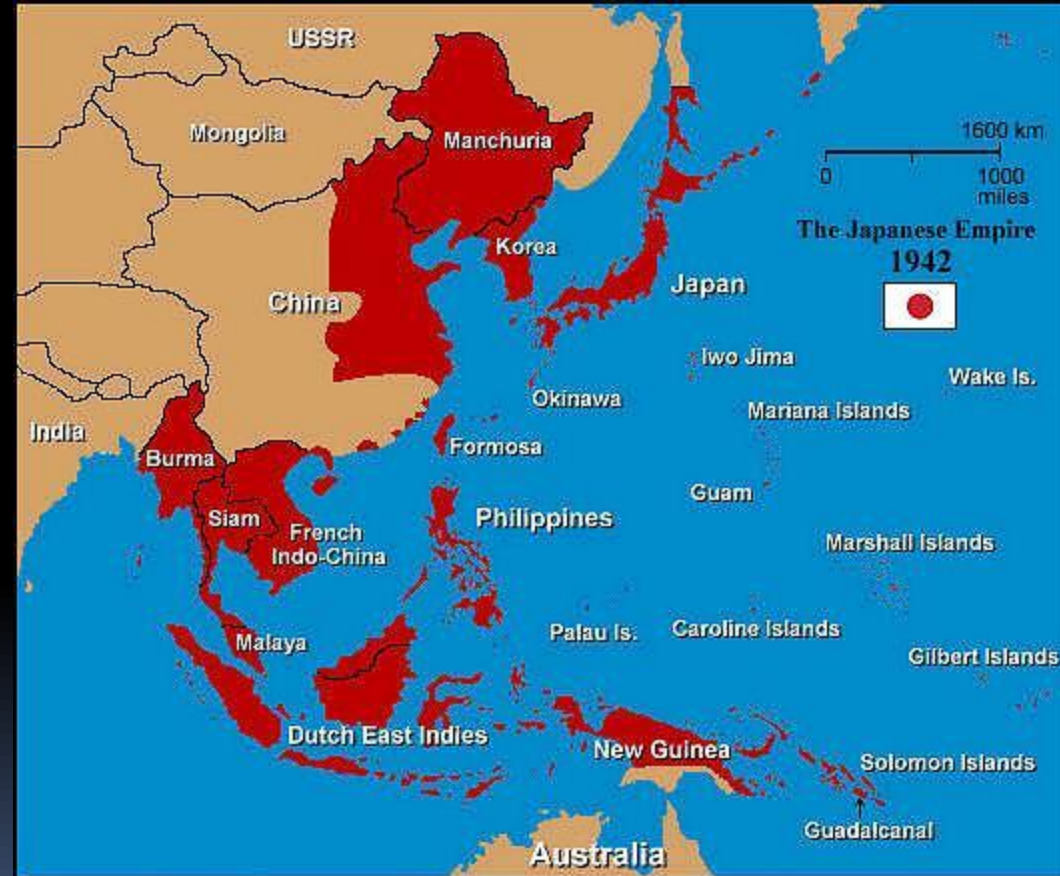 USSR
Mongolia
Manchuria
1600 km
0
1000
miles
The Japanese Empire
1942
Korea
Japan
China
Iwo Jima
Wake Is.
Okinawa
Mariana Islands
India
Formosa
Burma
Guam
Siam
Philippines
French
Indo-China
Marshall Islands
Palau Is.
Caroline Islands
Malaya
Gilbert Islands
Dutch East Indies
New Guinea
Solomon Islands
Guadalcanal
Australia